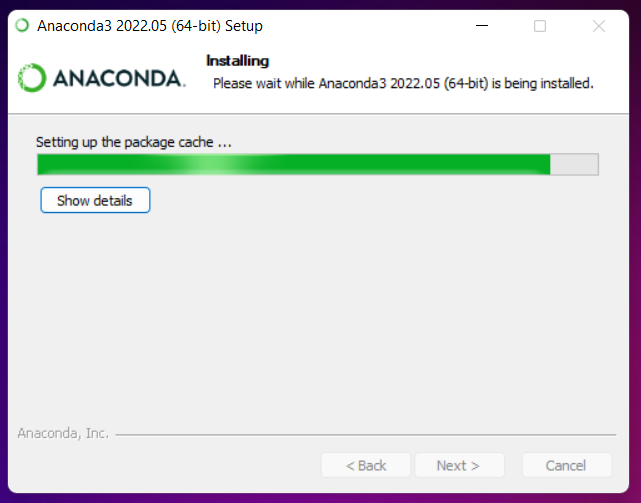 Anaconda3 2022.05 (64-bit) Setup
ANACONDA.
Installing
Please wait while Anaconda3 2022.05 (64-bit) is being installed.
Setting up the package cache ...
Show details
Anaconda, Inc.
< Back
Next >
Cancel